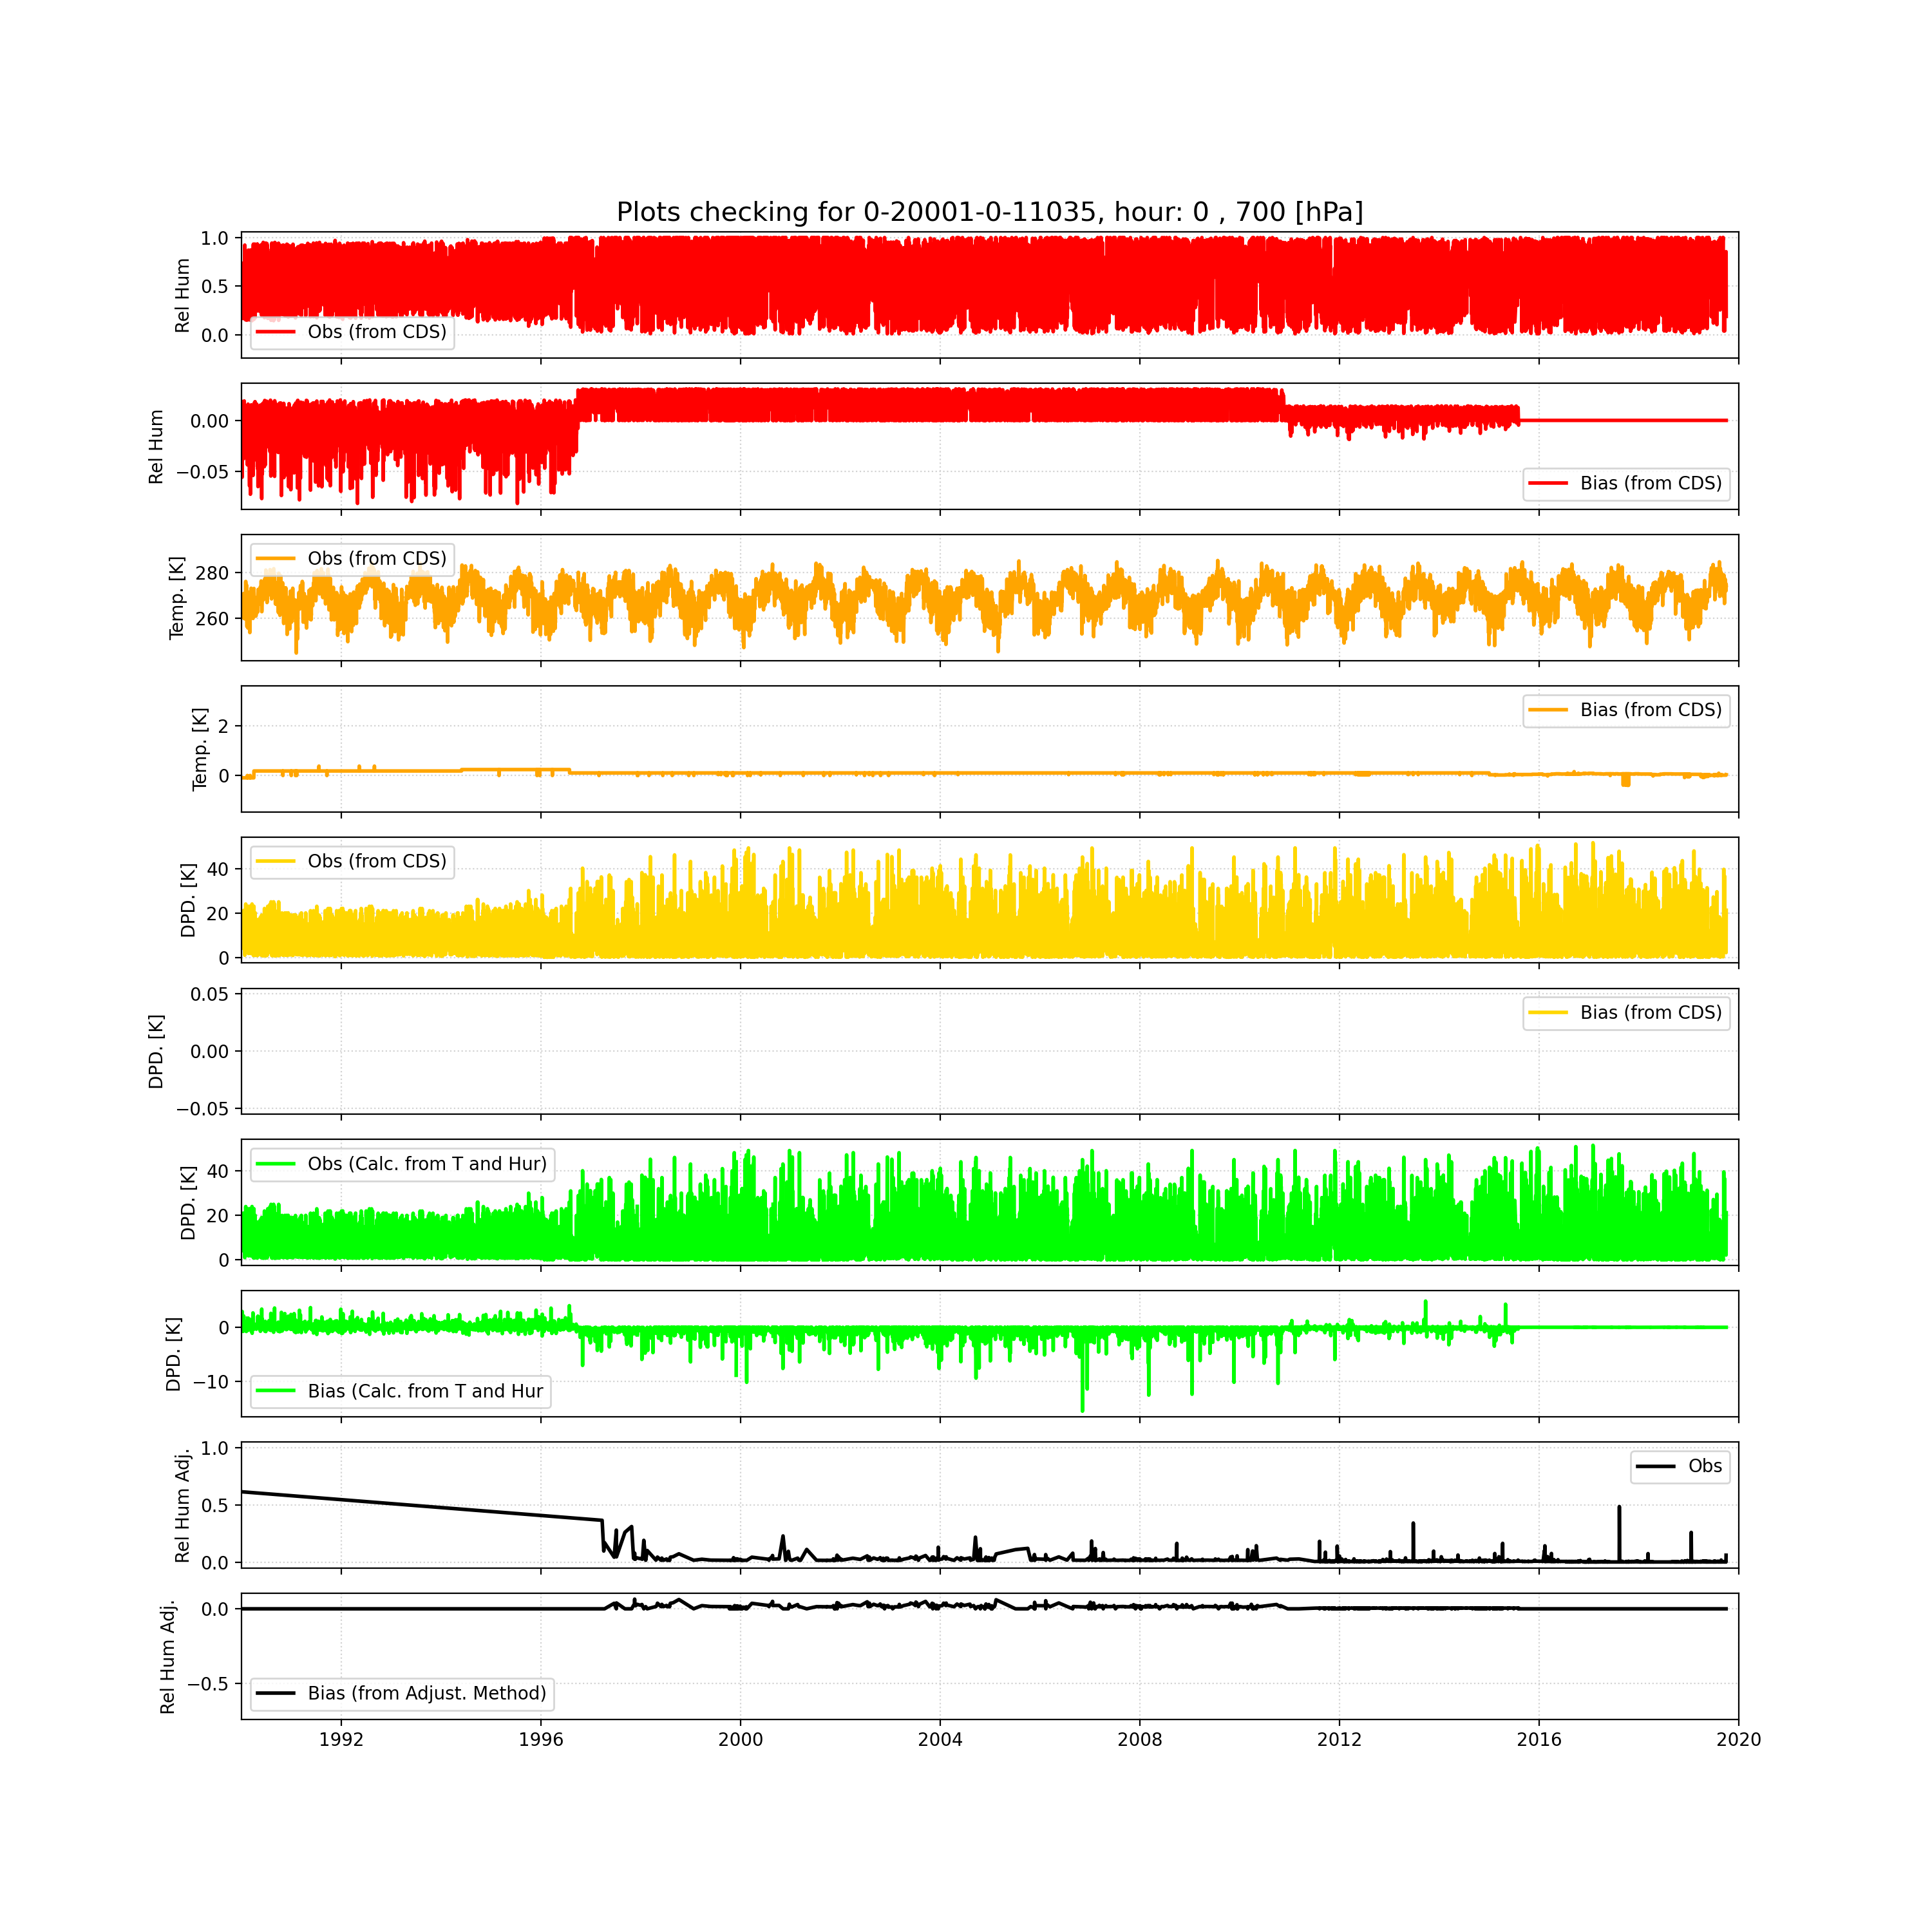 Plots checking for 0-20001-0-11035, hour: 0 , 700 [hPa]
Rel Hum
1.0
0.5
0.0
Obs (from CDS)
Rel Hum
0.00
−0.05
Bias (from CDS)
Temp. [K]
280
260
Obs (from CDS)
Temp. [K]
2
0
Bias (from CDS)
DPD. [K]
40
20
0
Obs (from CDS)
DPD. [K]
0.05
0.00
−0.05
Bias (from CDS)
DPD. [K]
40
20
0
Obs (Calc. from T and Hur)
DPD. [K]
0
−10
Bias (Calc. from T and Hur
Rel Hum Adj.
1.0
0.5
0.0
Obs
Rel Hum Adj.
0.0
−0.5
Bias (from Adjust. Method)
1992 1996 2000 2004 2008 2012 2016 2020